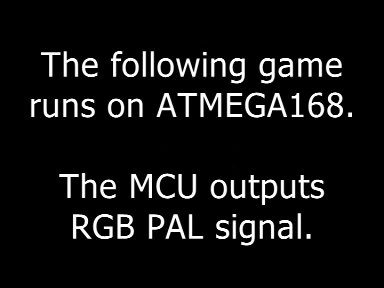 The following game
runs on ATMEGA168.
The MCU outputs
RGB PAL signal.